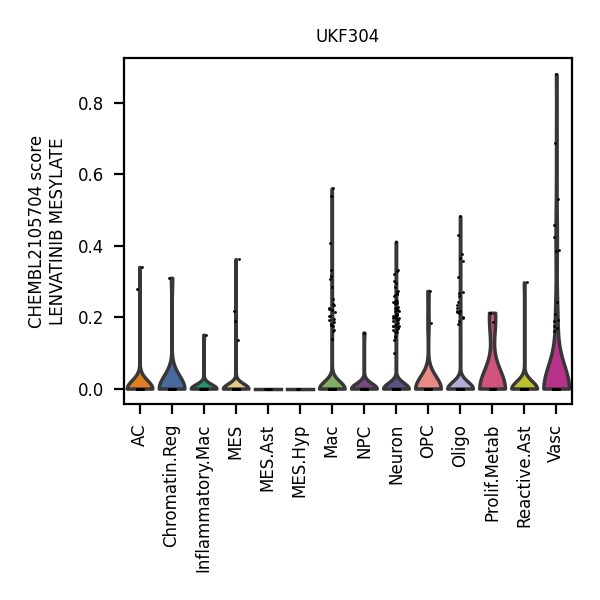 UKF304
CHEMBL2105704 score
LENVATINIB MESYLATE
0.8
0.6
0.4
0.2
0.0
AC
Chromatin.Reg
Inflammatory.Mac
MES
MES.Ast
MES.Hyp
Mac
NPC
Neuron
OPC
Oligo
Prolif.Metab
Reactive.Ast
Vasc